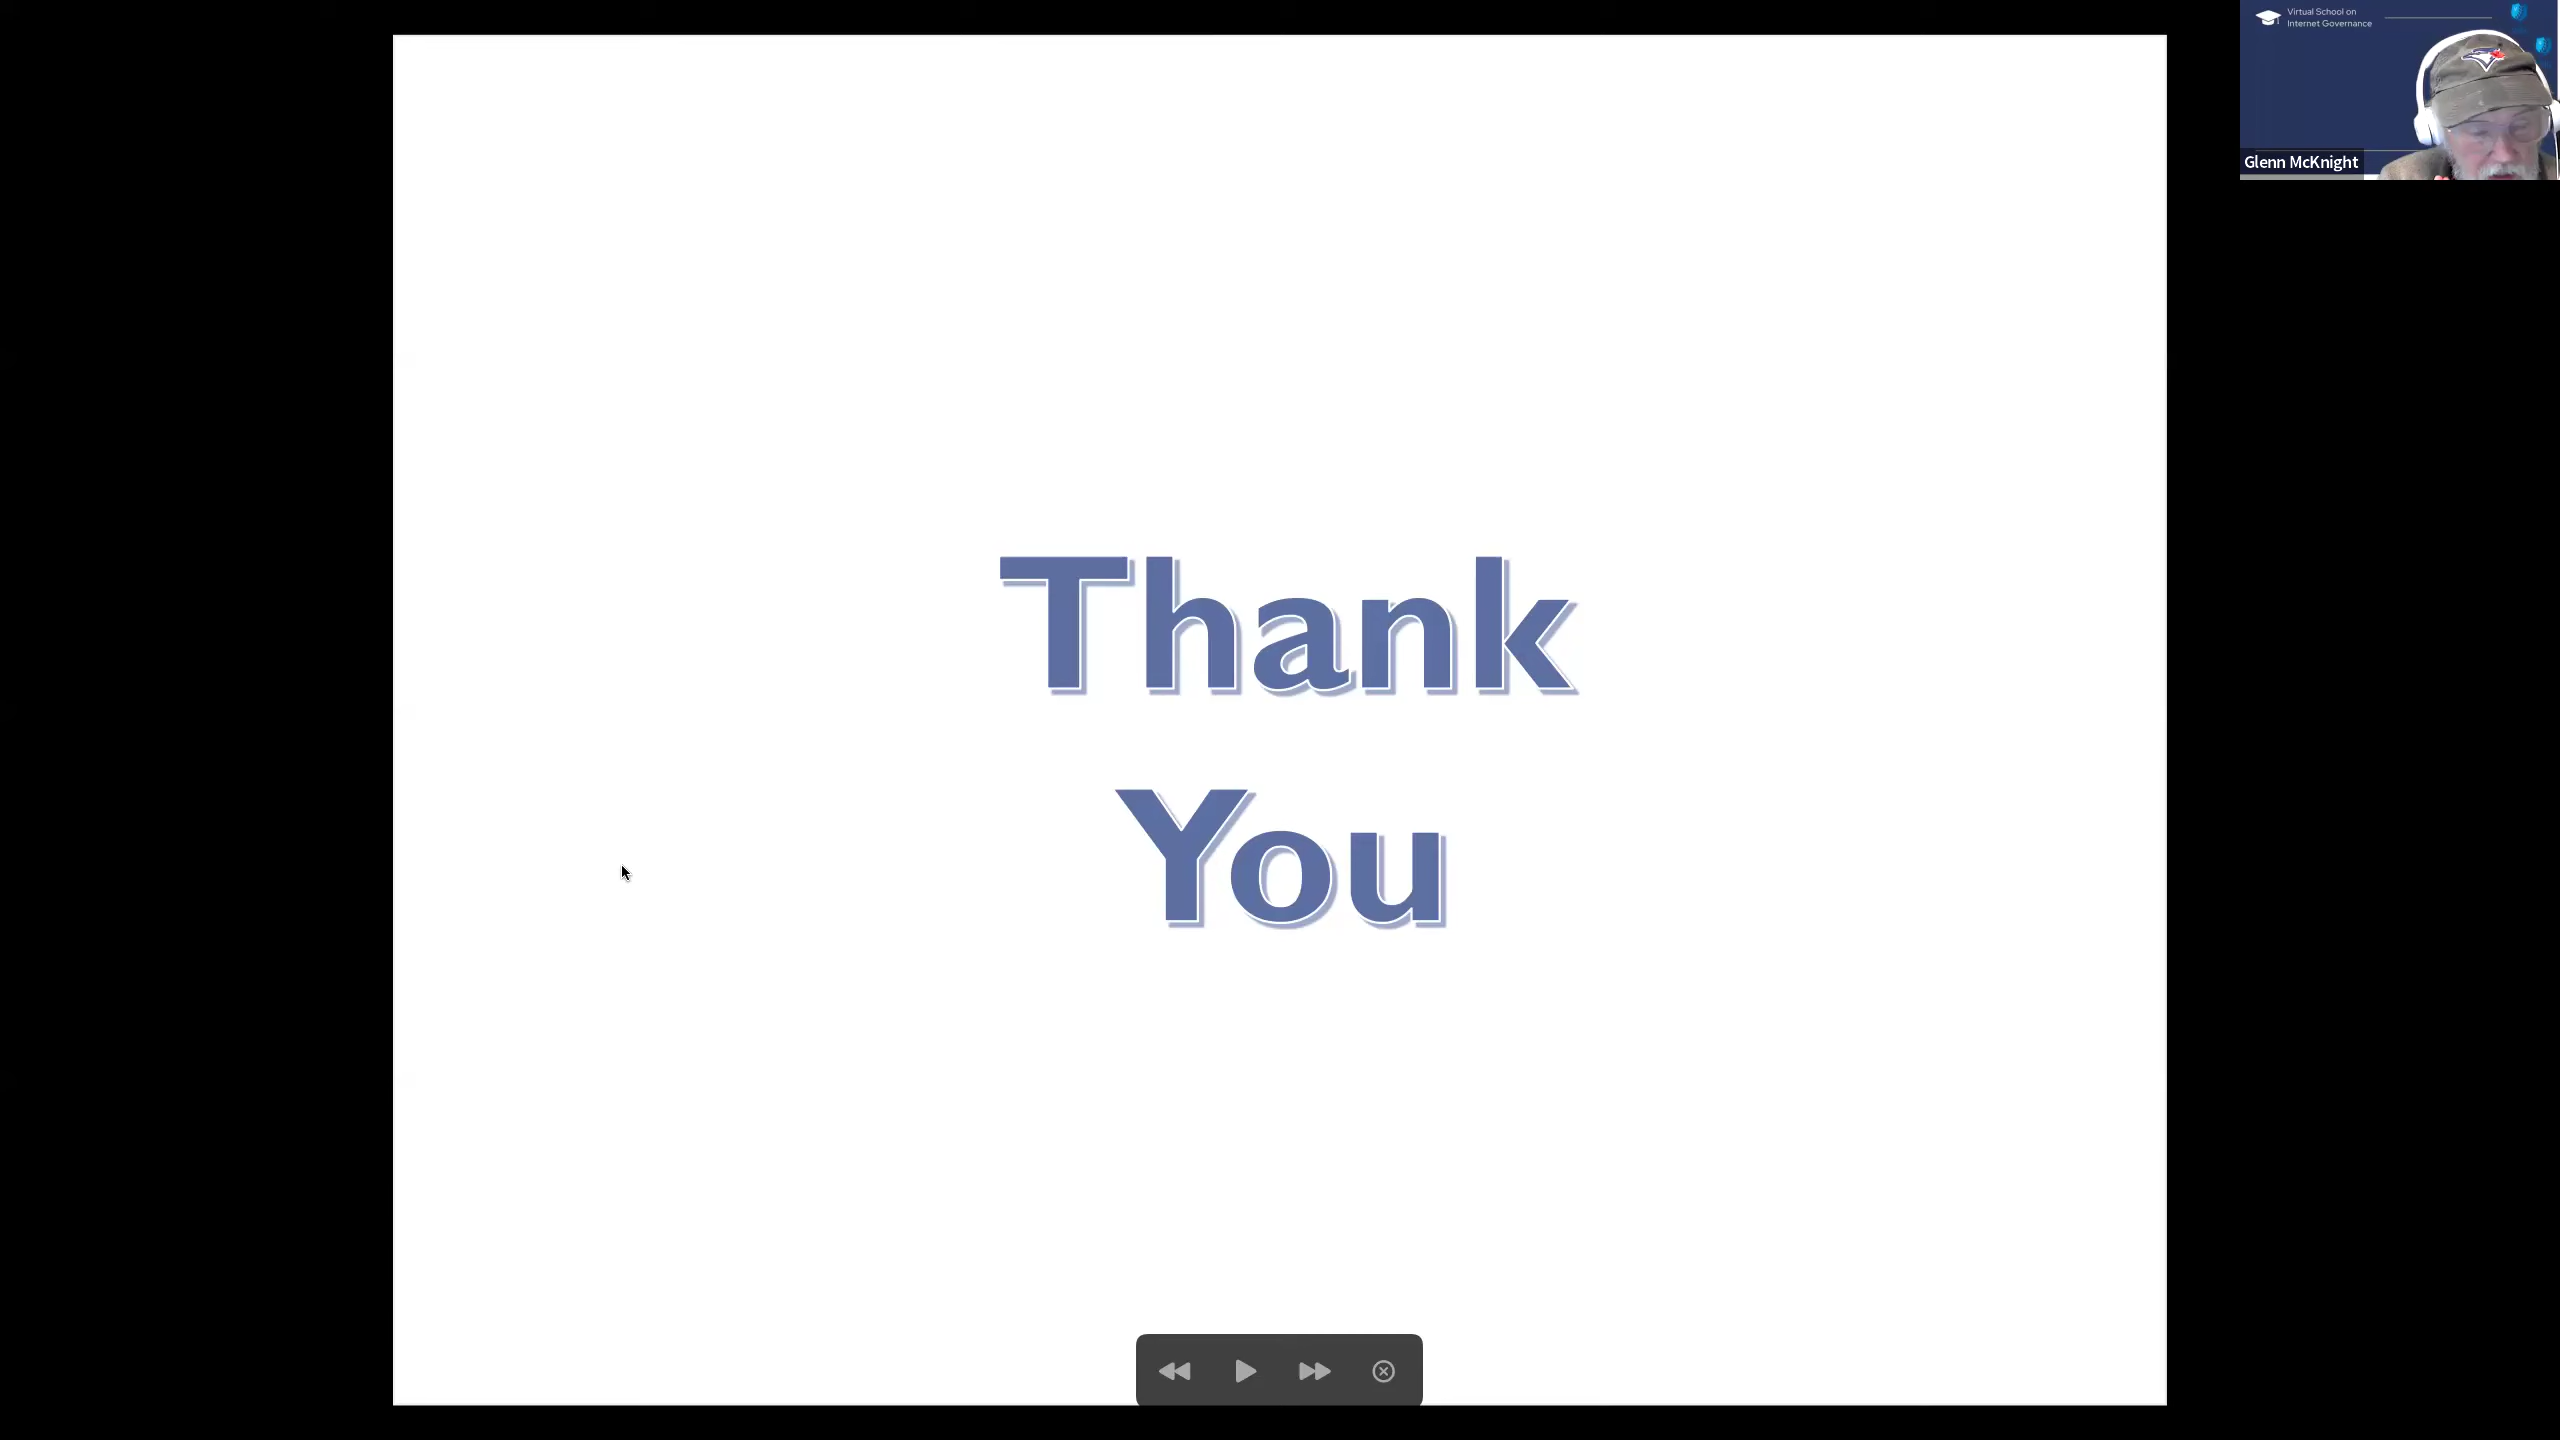 Virtual School on
Internet Governance
Glenn McKnight
Thank
You